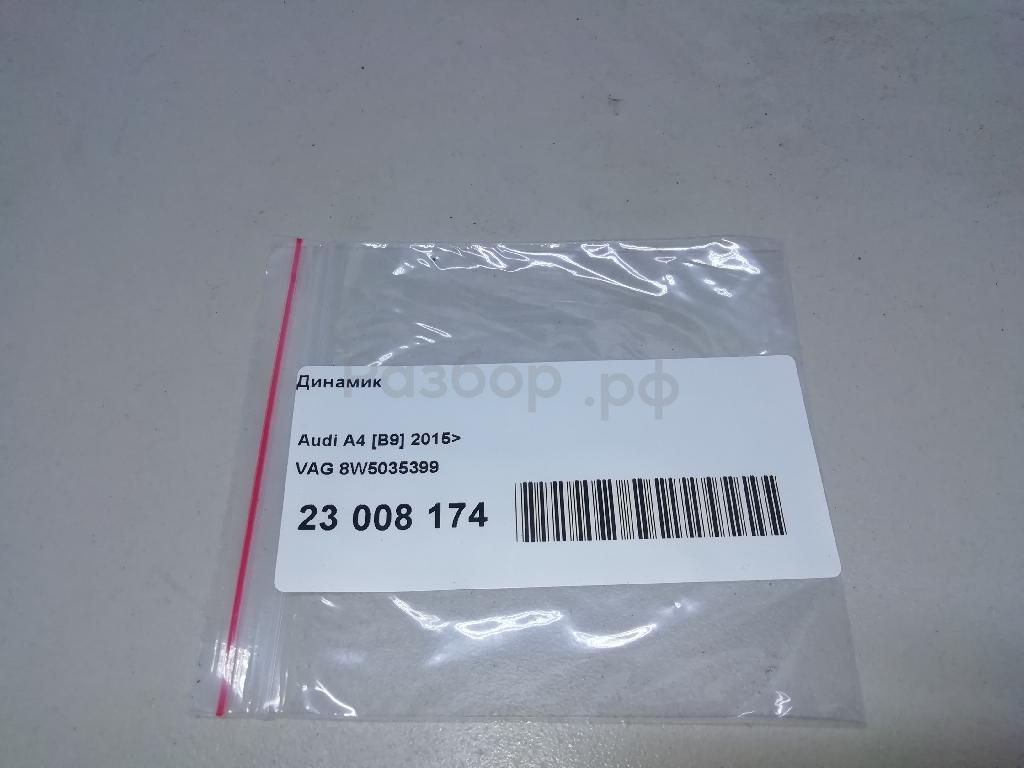 Динамик
Разбор.рф
Audi A4 [B9] 2015>
VAG 8W5035399
23 008 174